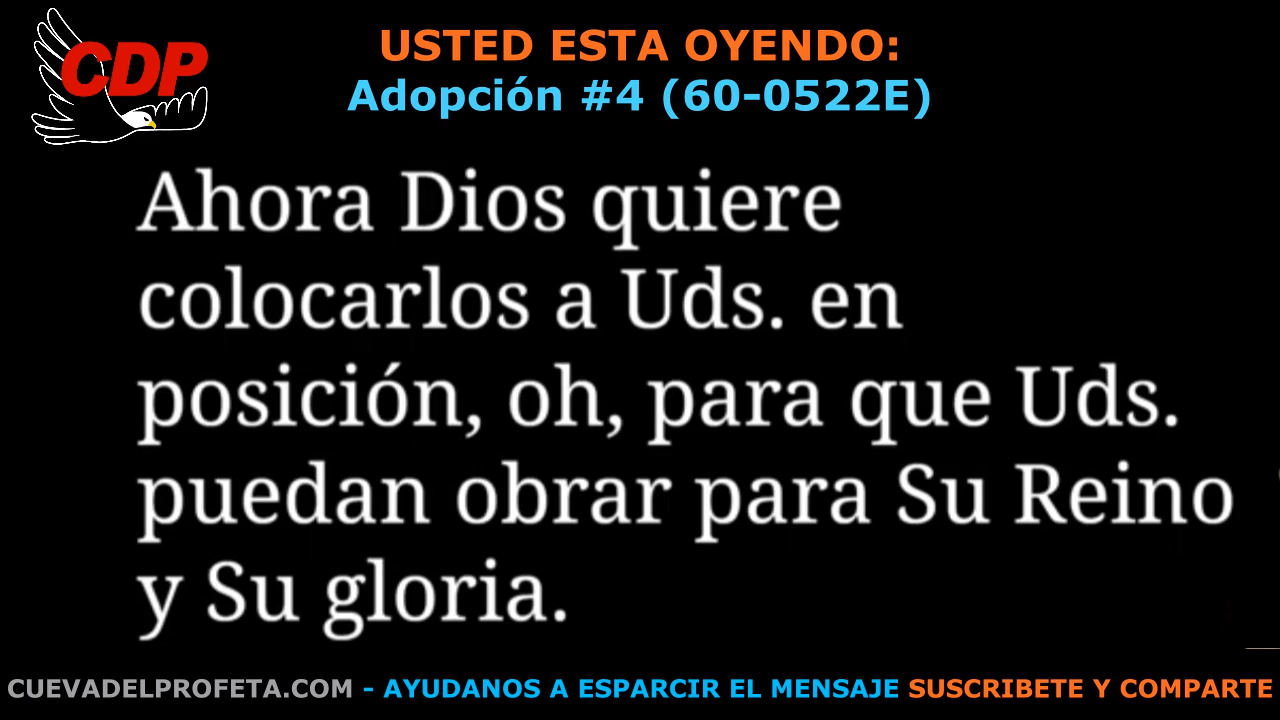 CDP
USTED ESTA OYENDO:
Adopción #4 (60-0522E)
Ahora Dios quiere
colocarlos a Uds. en
posición, oh, para que Uds.
puedan obrar para Su Reino
y Su gloria.
CUEVADELPROFETA.COM - AYUDANOS A ESPARCIR EL MENSAJE SUSCRIBETE Y COMPARTE